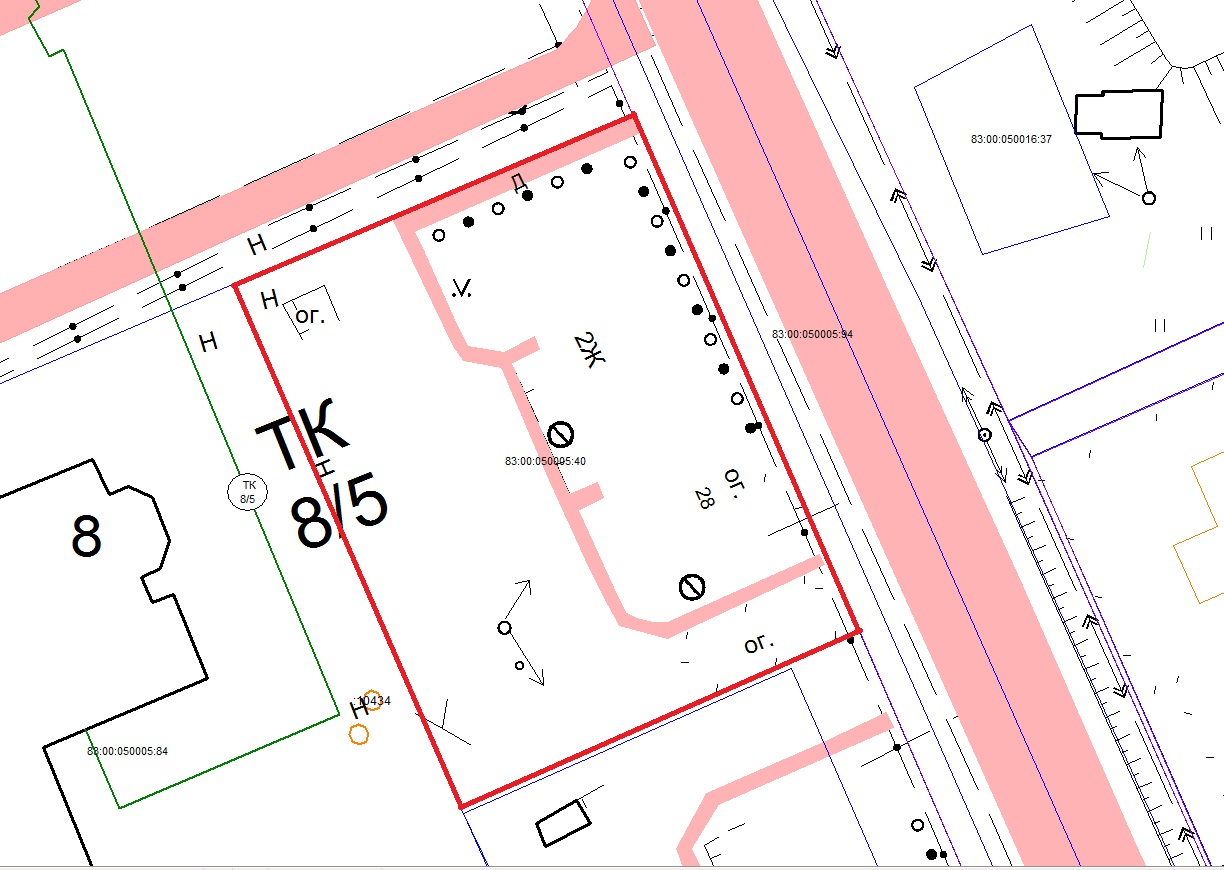 83:00:050016:37
Д
Н
Н
ог.
Н
83:00:050005:94
2Ж
ТК
Н
83:00:050005:40
8/5
ТК
8/5
ог.
28
8
ог.
Н
:10434
83:00:050005:84